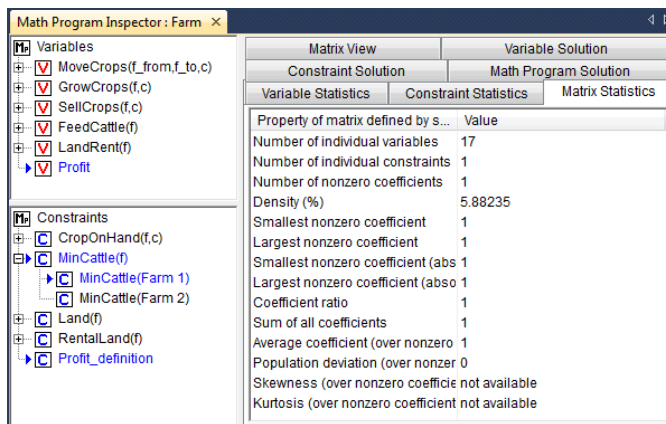 Math Program Inspector : Farm ×
Variables
MoveCrops(f_from,f_to,c)
GrowCrops(f,c)
SellCrops(f,c)
FeedCattle(f)
LandRent(f)
Profit
Constraints
CropOnHand(f,c)
MinCattle(f)
MinCattle(Farm 1)
MinCattle(Farm 2)
Land(f)
RentalLand(f)
Profit_definition
Matrix View Variable Solution
Constraint Solution Math Program Solution
Variable Statistics Constraint Statistics Matrix Statistics
Property of matrix defined by s... Value
Number of individual variables 17
Number of individual constraints 1
Number of nonzero coefficients 1
Density (%) 5.88235
Smallest nonzero coefficient 1
Largest nonzero coefficient 1
Smallest nonzero coefficient (abs 1
Largest nonzero coefficient (abso 1
Coefficient ratio 1
Sum of all coefficients 1
Average coefficient (over nonzero 1
Population deviation (over nonzer 0
Skewness (over nonzero coefficie not available
Kurtosis (over nonzero coefficient not available